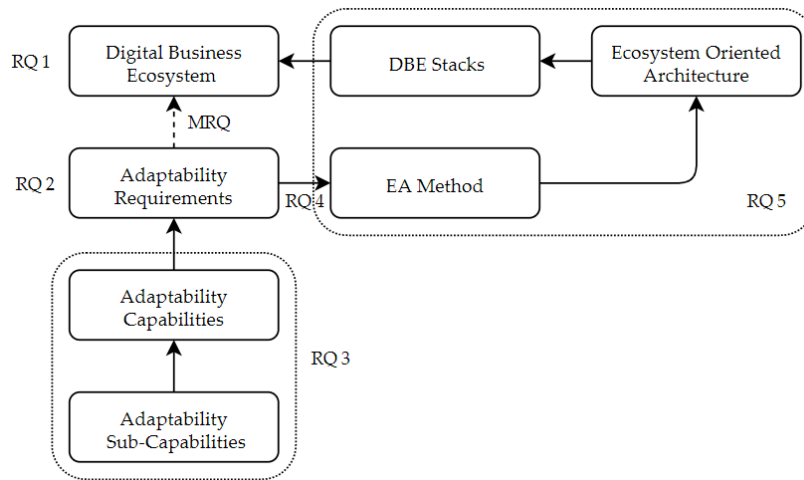 RQ 1
Digital Business
Ecosystem
DBE Stacks
Ecosystem Oriented
Architecture
MRQ
RQ 2
Adaptability
Requirements
RQ 4
EA Method
RQ 5
Adaptability
Capabilities
RQ 3
Adaptability
Sub-Capabilities